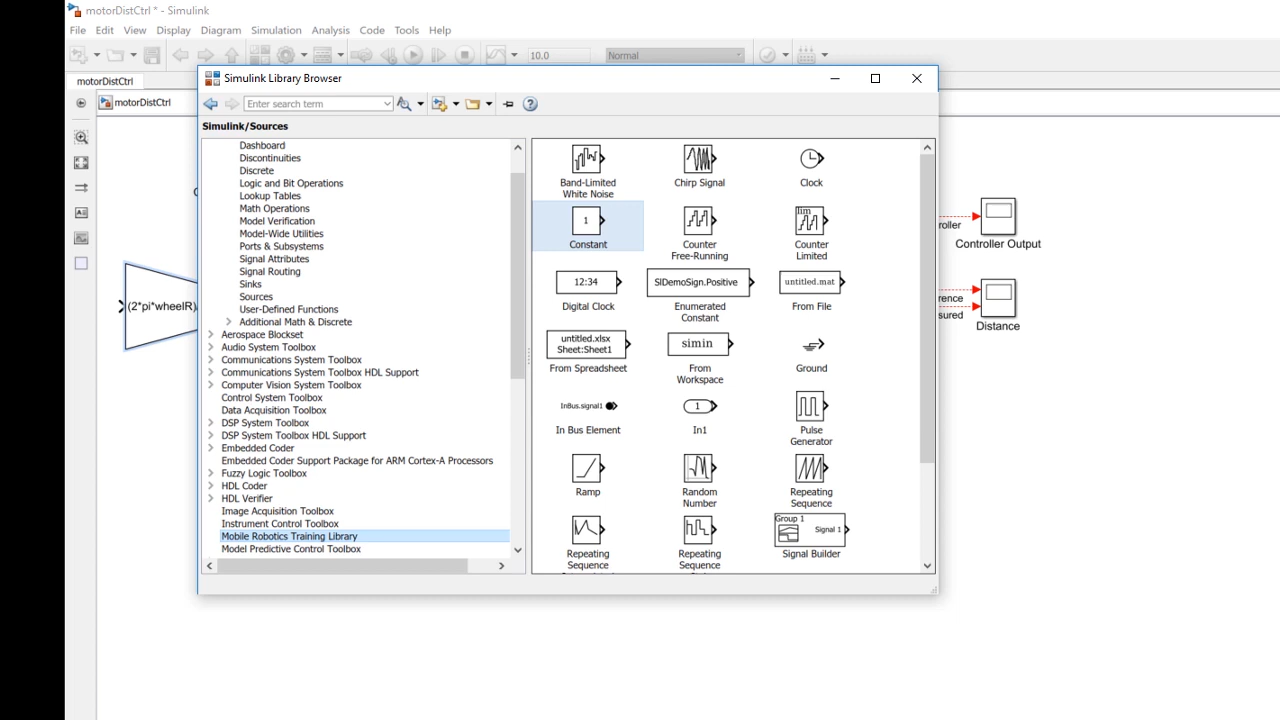 motorDistCtrl * - Simulink
File Edit View Display Diagram Simulation Analysis Code Tools Help
10.0
Normal
motorDistCtrl
motorDistCtrl
Simulink Library Browser
Enter search term
Simulink/Sources
Dashboard
Discontinuities
Discrete
Logic and Bit Operations
Lookup Tables
Math Operations
Model Verification
Model-Wide Utilities
Ports & Subsystems
Signal Attributes
Signal Routing
Sinks
Sources
User-Defined Functions
Additional Math & Discrete
Aerospace Blockset
Audio System Toolbox
Communications System Toolbox
Communications System Toolbox HDL Support
Computer Vision System Toolbox
Control System Toolbox
Data Acquisition Toolbox
DSP System Toolbox
DSP System Toolbox HDL Support
Embedded Coder
Embedded Coder Support Package for ARM Cortex-A Processors
Fuzzy Logic Toolbox
HDL Coder
HDL Verifier
Image Acquisition Toolbox
Instrument Control Toolbox
Mobile Robotics Training Library
Model Predictive Control Toolbox
Band-Limited
White Noise
Chirp Signal
Clock
1
Constant
Counter
Free-Running
lim
Counter
Limited
12:34
Digital Clock
SlDemoSign.Positive
Enumerated
Constant
untitled.mat
From File
untitled.xlsx
Sheet:Sheet1
From Spreadsheet
simin
From
Workspace
Ground
InBus.signal1
In Bus Element
1
In1
Pulse
Generator
Ramp
Random
Number
Repeating
Sequence
Repeating
Sequence
Repeating
Sequence
Group 1
Signal 1
Signal Builder
(2*pi*wheelR)
roller
Controller Output
rence
sured
Distance